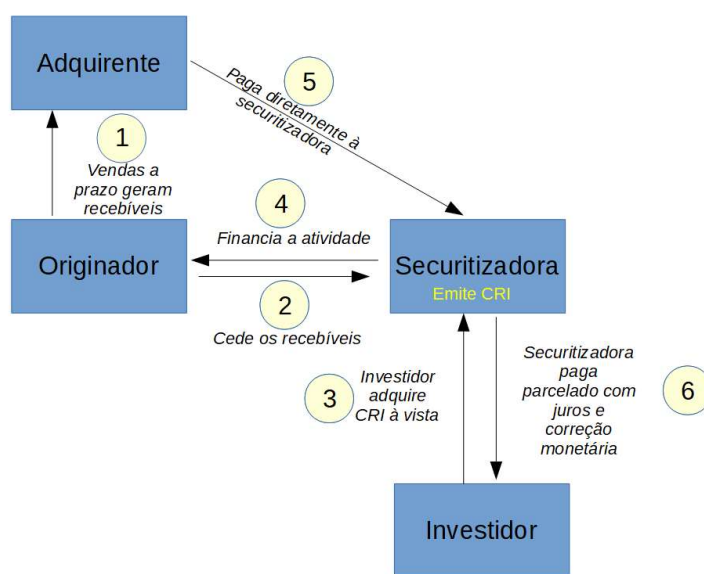 Adquirente
5
Paga diretamente à
securitizadora
1
Vendas a
prazo geram
recebíveis
4
Financia a atividade
Originador
Securitizadora
Emite CRI
2
Cede os recebíveis
3
Investidor
adquire
CRI à vista
Securitizadora
paga
parcelado com
juros e
correção
monetária
6
Investidor